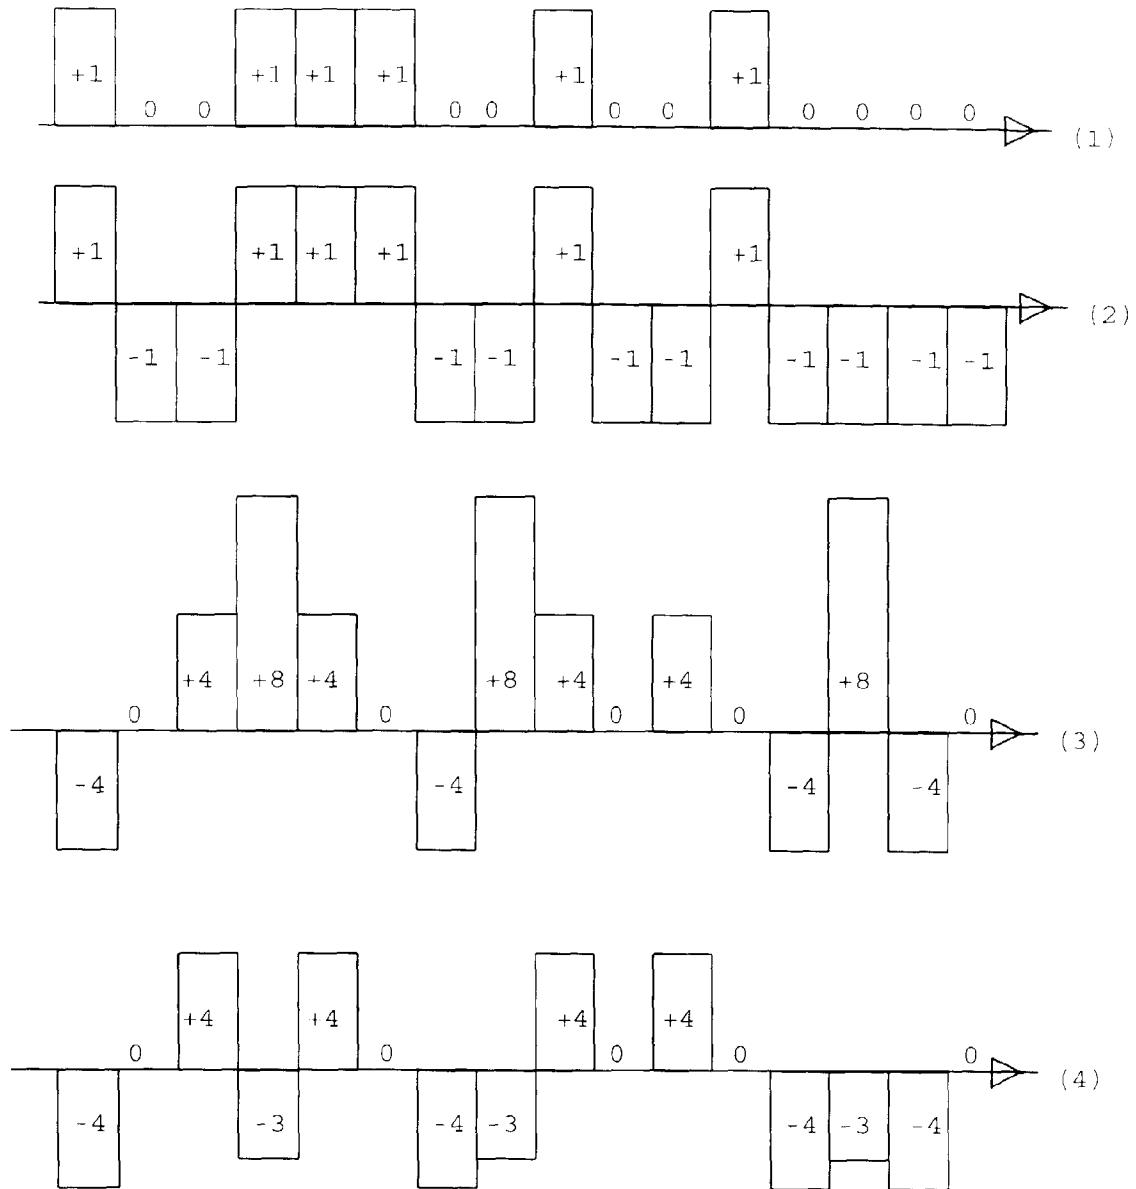 +1 0 0 +1 +1 +1 0 0 +1 0 0 +1 0 0 0 0 (1)
+1 +1 +1 +1 +1 +1 (2)
-1 -1 -1 -1 -1 -1 -1 -1 -1 -1
+4 +8 +4 +8 +4 +4 +8
0 0 0 0 0 (3)
-4 -4 -4 -4
+4 +4 +4 +4
0 0 0 0 0 (4)
-4 -3 -4 -3 -4 -3 -4